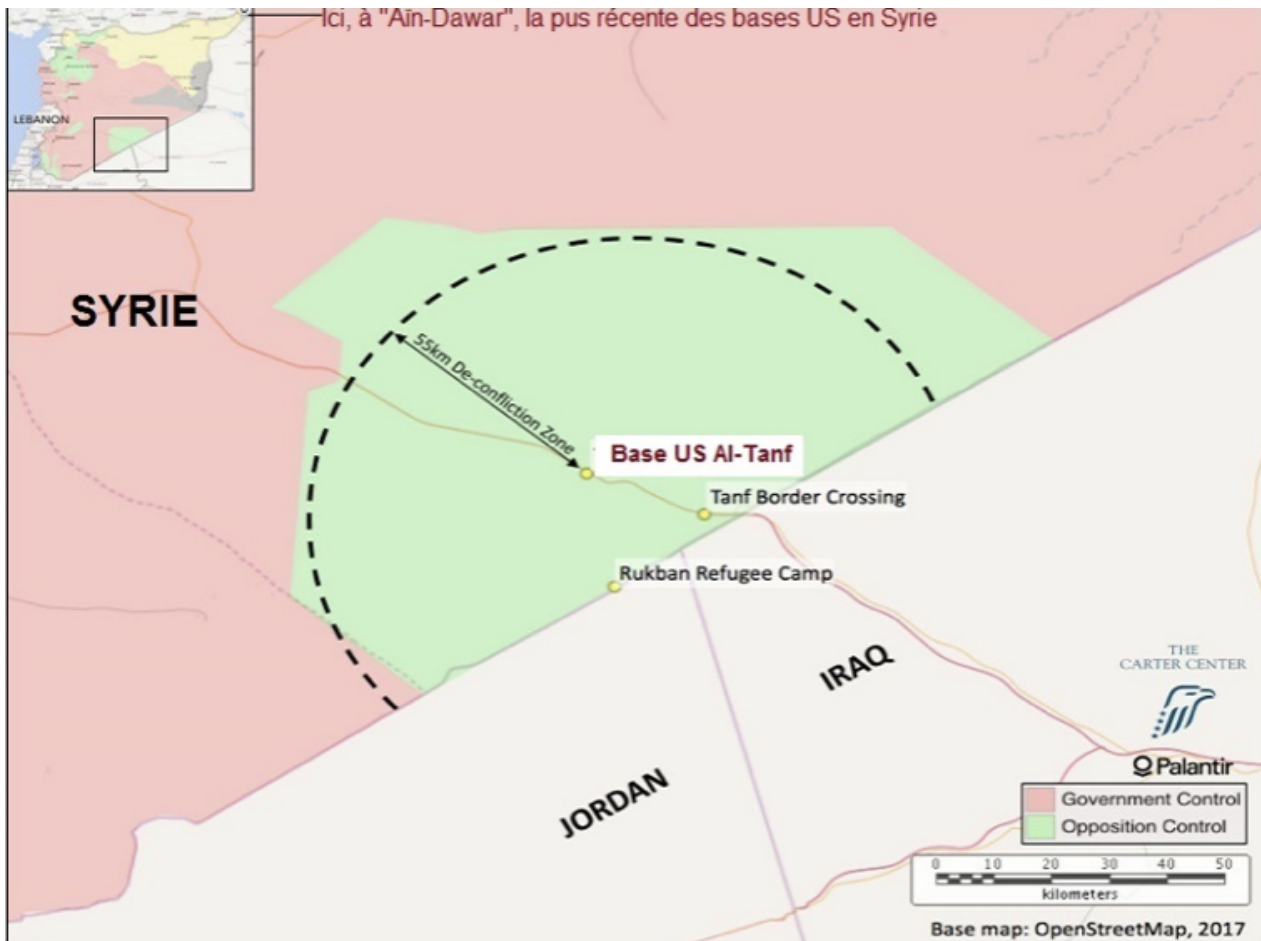 Ici, à "Aïn-Dawar", la pus récente des bases US en Syrie
LEBANON
SYRIE
55km De-confliction Zone
Base US Al-Tanf
Tanf Border Crossing
Rukban Refugee Camp
IRAQ
JORDAN
THE
CARTER CENTER
Palantir
Government Control
Opposition Control
0 10 20 30 40 50
kilometers
Base map: OpenStreetMap, 2017